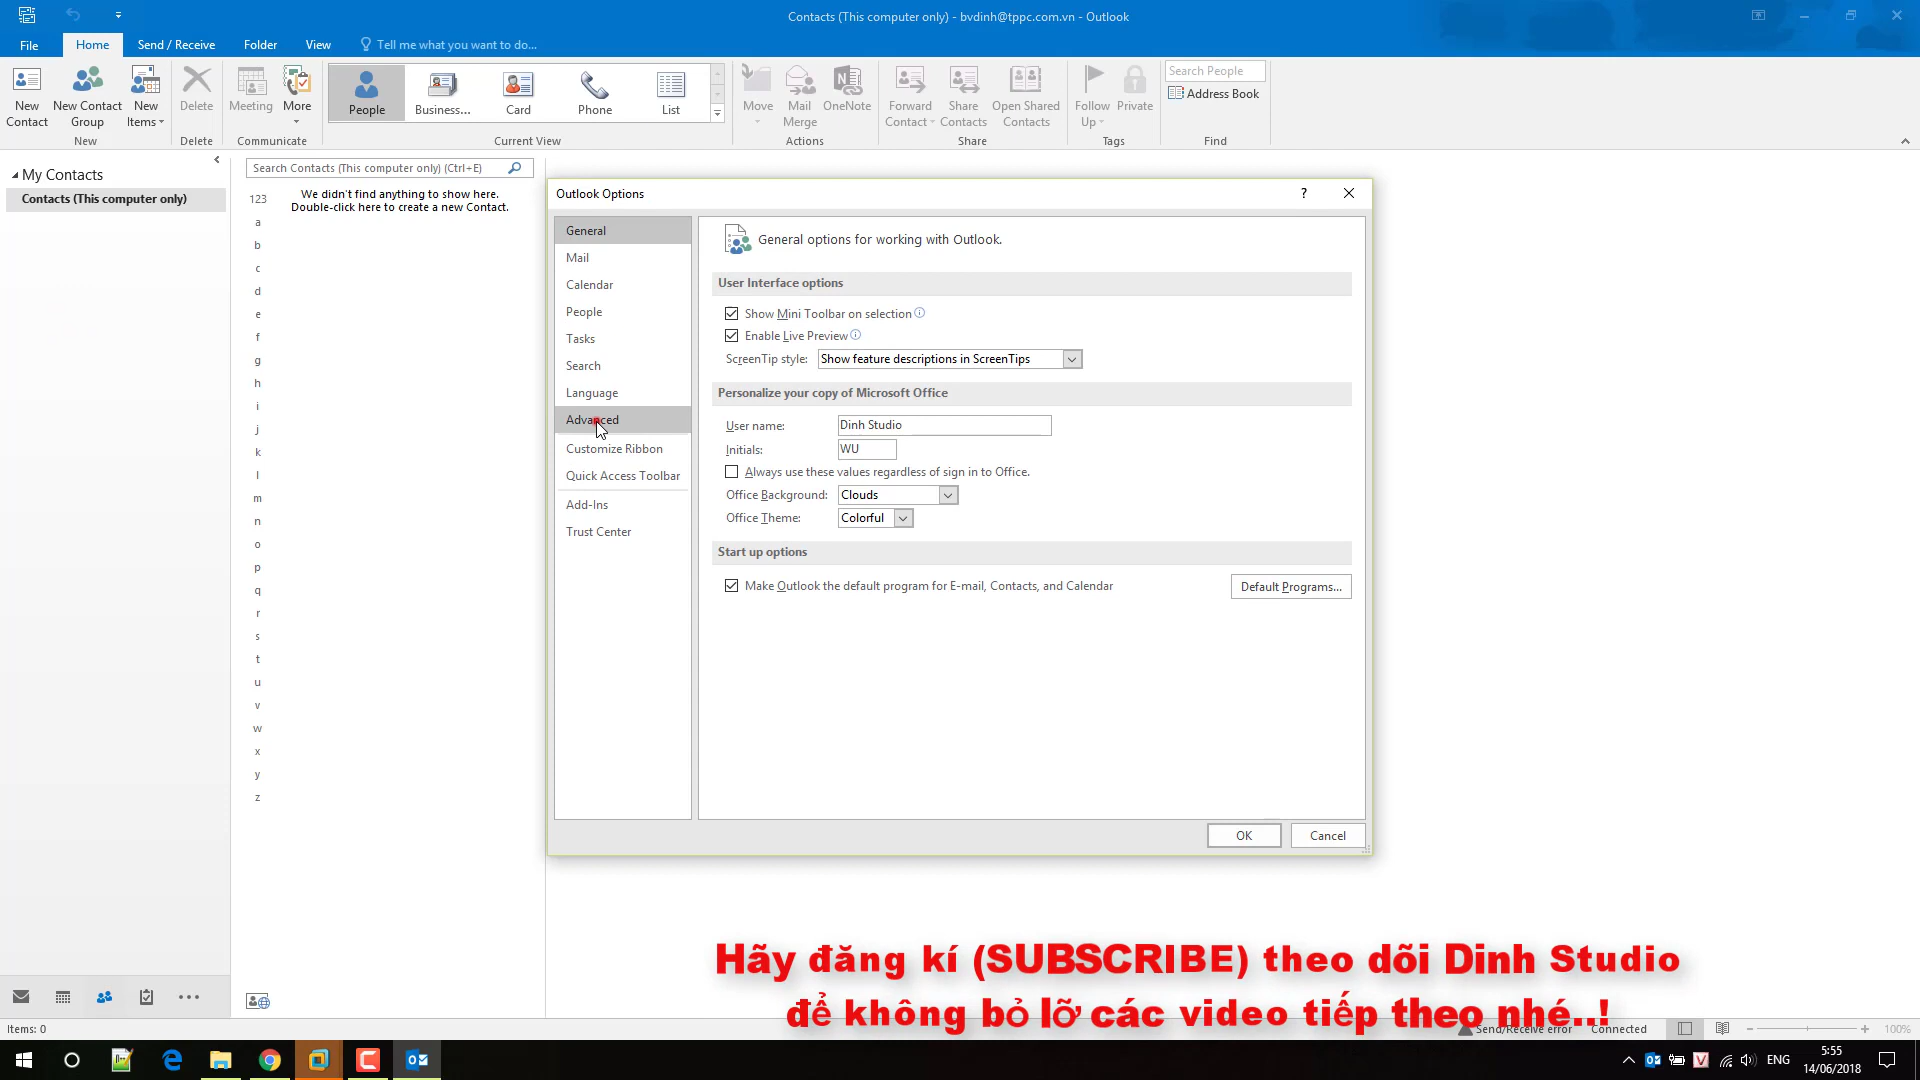 Contacts (This computer only) - bvdinh@tppc.com.vn - Outlook
File
Home
Send / Receive
Folder
View
Tell me what you want to do...
New Contact
New Contact Group
New Items
Delete
Meeting
More
People
Business...
Card
Phone
List
Move
Mail Merge
OneNote
Forward Contact
Share Contacts
Open Shared Contacts
Follow Up
Private
Search People
Address Book
New
Delete
Communicate
Current View
Actions
Share
Tags
Find
My Contacts
Contacts (This computer only)
Search Contacts (This computer only) (Ctrl+E)
We didn't find anything to show here.
Double-click here to create a new Contact.
123
a
b
c
d
e
f
g
h
i
j
k
l
m
n
o
p
q
r
s
t
u
v
w
x
y
z
Outlook Options
?
General
Mail
Calendar
People
Tasks
Search
Language
Advanced
Customize Ribbon
Quick Access Toolbar
Add-Ins
Trust Center
General options for working with Outlook.
User Interface options
Show Mini Toolbar on selection
Enable Live Preview
ScreenTip style: Show feature descriptions in ScreenTips
Personalize your copy of Microsoft Office
User name: Dinh Studio
Initials: WU
Always use these values regardless of sign in to Office.
Office Background: Clouds
Office Theme: Colorful
Start up options
Make Outlook the default program for E-mail, Contacts, and Calendar
Default Programs...
OK
Cancel
Hãy đăng kí (SUBSCRIBE) theo dõi Dinh Studio
để không bỏ lỡ các video tiếp theo nhé..!
Items: 0
Send/Receive error
Connected
100%
ENG
5:55
14/06/2018